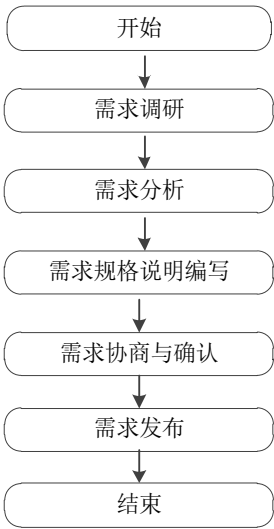 开始
需求调研
需求分析
需求规格说明编写
需求协商与确认
需求发布
结束